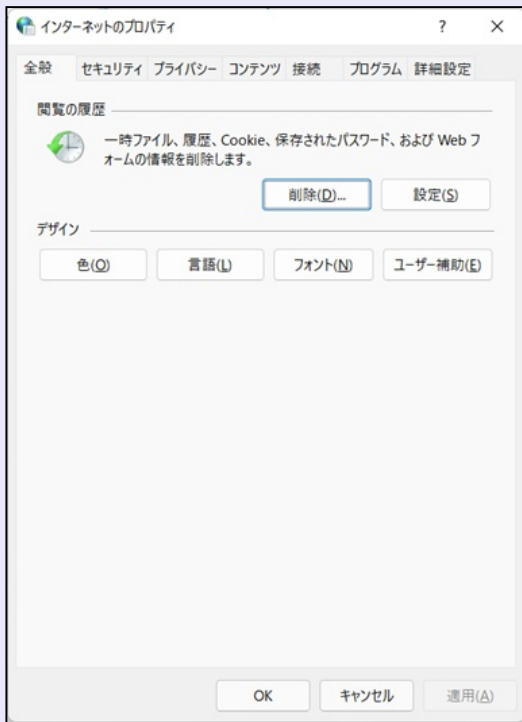 インターネットのプロパティ
?
×
全般 セキュリティ プライバシー コンテンツ 接続 プログラム 詳細設定
閲覧の履歴
一時ファイル、履歴、Cookie、保存されたパスワード、および Web フ
ォームの情報を削除します。
削除(D)... 設定(S)
デザイン
色(O) 言語(L) フォント(N) ユーザー補助(E)
OK キャンセル 適用(A)